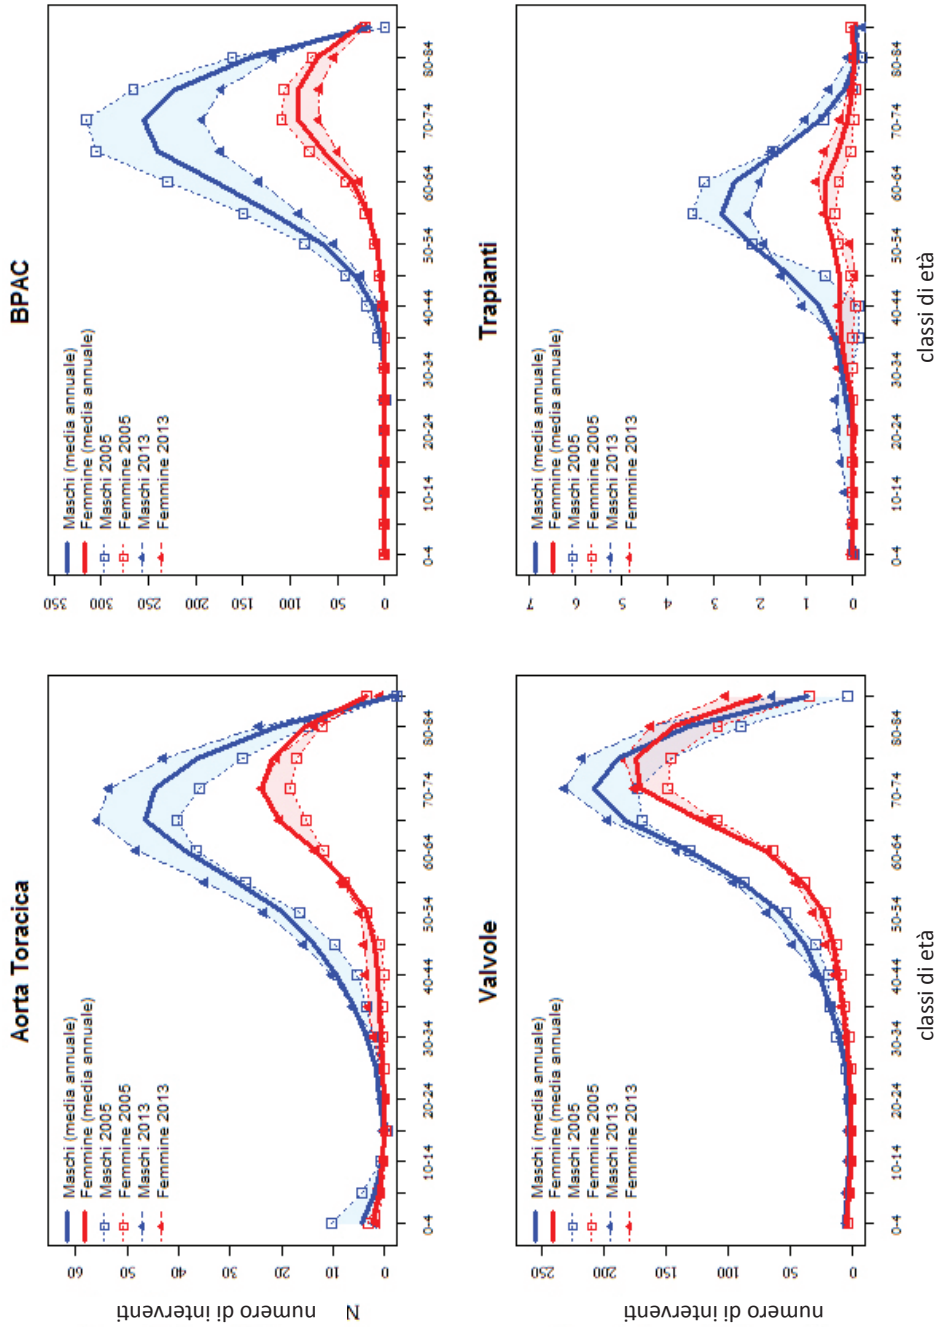 Aorta Toracica
Maschi (media annuale)
Femmine (media annuale)
Maschi 2005
Femmine 2005
Maschi 2013
Femmine 2013
60
50
40
30
20
10
0
N
numero di interventi
0-4
10-14
20-24
30-34
40-44
50-54
60-64
70-74
80-84
BPAC
Maschi (media annuale)
Femmine (media annuale)
Maschi 2005
Femmine 2005
Maschi 2013
Femmine 2013
350
300
250
200
150
100
50
0
0-4
10-14
20-24
30-34
40-44
50-54
60-64
70-74
80-84
Valvole
Maschi (media annuale)
Femmine (media annuale)
Maschi 2005
Femmine 2005
Maschi 2013
Femmine 2013
250
200
150
100
50
0
numero di interventi
0-4
10-14
20-24
30-34
40-44
50-54
60-64
70-74
80-84
classi di età
Trapianti
Maschi (media annuale)
Femmine (media annuale)
Maschi 2005
Femmine 2005
Maschi 2013
Femmine 2013
7
6
5
4
3
2
1
0
0-4
10-14
20-24
30-34
40-44
50-54
60-64
70-74
80-84
classi di età